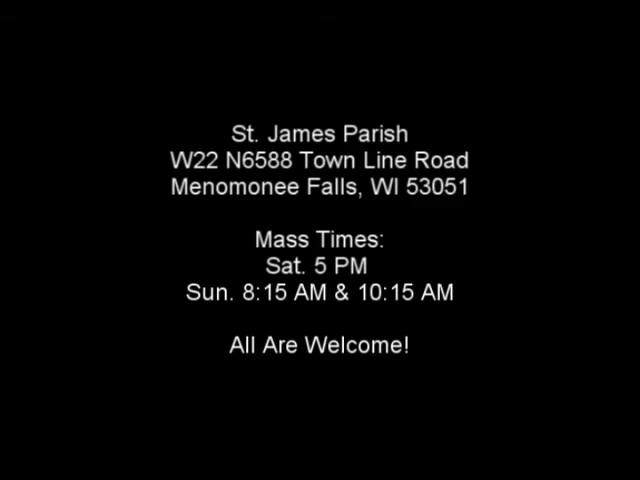 St. James Parish
W22 N6588 Town Line Road
Menomonee Falls, WI 53051
Mass Times:
Sat. 5 PM
Sun. 8:15 AM & 10:15 AM
All Are Welcome!